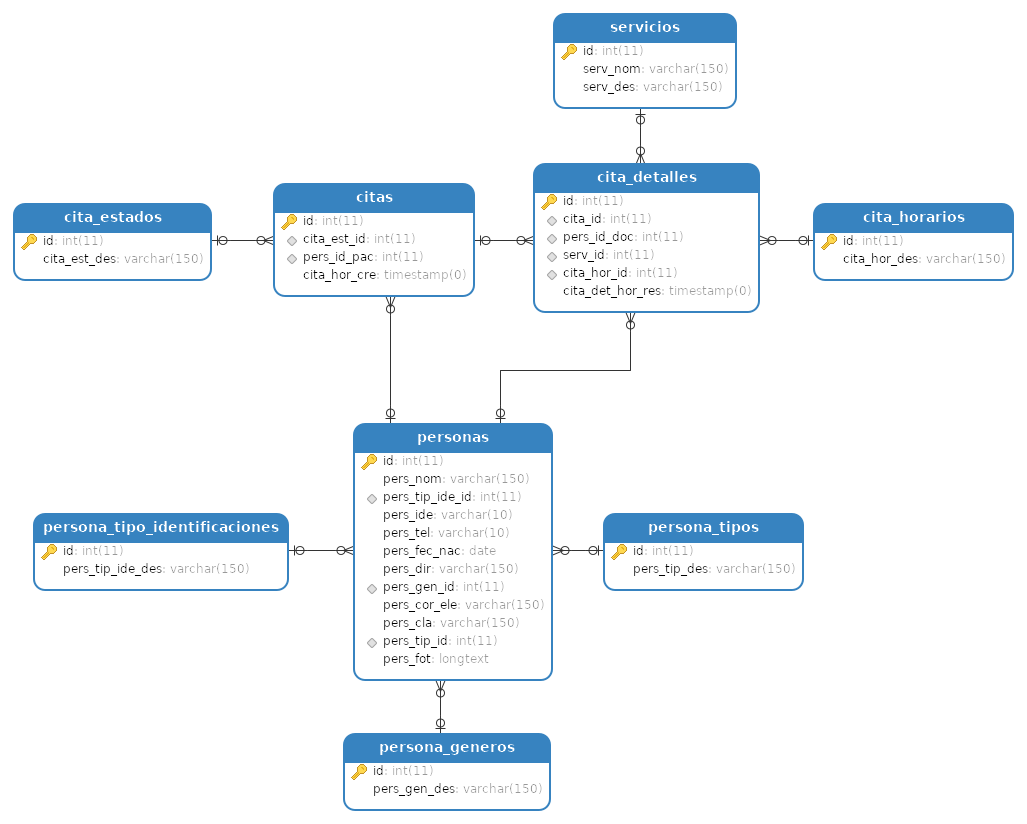 servicios
id: int(11)
serv_nom: varchar(150)
serv_des: varchar(150)
cita_estados
id: int(11)
cita_est_des: varchar(150)
citas
id: int(11)
cita_est_id: int(11)
pers_id_pac: int(11)
cita_hor_cre: timestamp(0)
cita_detalles
id: int(11)
cita_id: int(11)
pers_id_doc: int(11)
serv_id: int(11)
cita_hor_id: int(11)
cita_det_hor_res: timestamp(0)
cita_horarios
id: int(11)
cita_hor_des: varchar(150)
personas
id: int(11)
pers_nom: varchar(150)
pers_tip_ide_id: int(11)
pers_ide: varchar(10)
pers_tel: varchar(10)
pers_fec_nac: date
pers_dir: varchar(150)
pers_gen_id: int(11)
pers_cor_ele: varchar(150)
pers_cla: varchar(150)
pers_tip_id: int(11)
pers_fot: longtext
persona_tipo_identificaciones
id: int(11)
pers_tip_ide_des: varchar(150)
persona_tipos
id: int(11)
pers_tip_des: varchar(150)
persona_generos
id: int(11)
pers_gen_des: varchar(150)